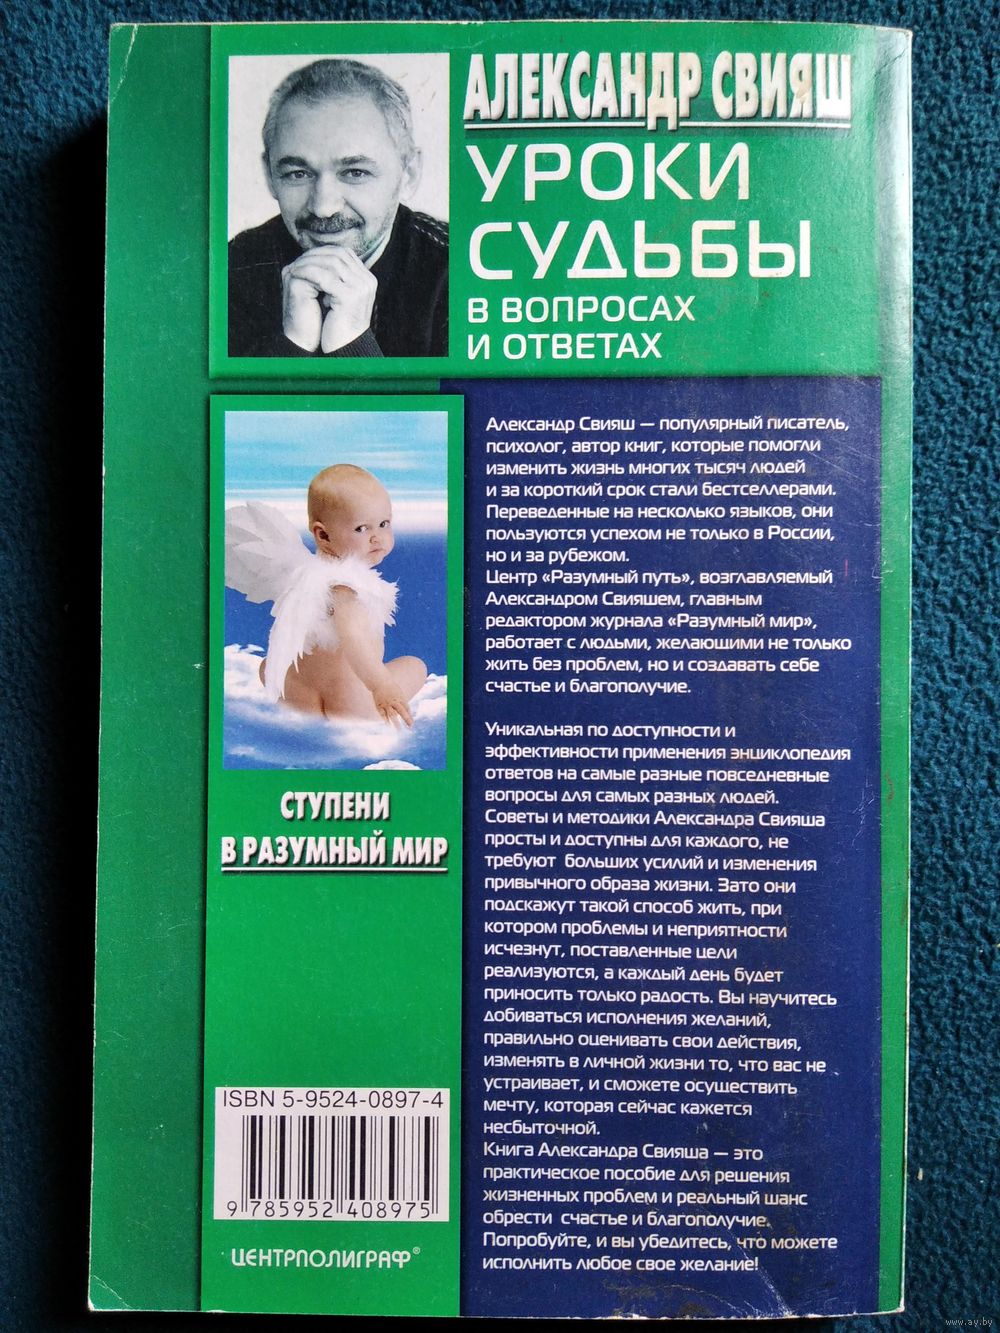 АЛЕКСАНДР СВИЯШ
УРОКИ
СУДЬБЫ
В ВОПРОСАХ
И ОТВЕТАХ
Александр Свияш — популярный писатель,
психолог, автор книг, которые помогли
изменить жизнь многих тысяч людей
и за короткий срок стали бестселлерами.
Переведенные на несколько языков, они
пользуются успехом не только в России,
но и за рубежом.
Центр «Разумный путь», возглавляемый
Александром Свияшем, главным
редактором журнала «Разумный мир»,
работает с людьми, желающими не только
жить без проблем, но и создавать себе
счастье и благополучие.
Уникальная по доступности и
эффективности применения энциклопедия
ответов на самые разные повседневные
вопросы для самых разных людей.
Советы и методики Александра Свияша
просты и доступны для каждого, не
требуют больших усилий и изменения
привычного образа жизни. Зато они
подскажут такой способ жить, при
котором проблемы и неприятности
исчезнут, поставленные цели
реализуются, а каждый день будет
приносить только радость. Вы научитесь
добиваться исполнения желаний,
правильно оценивать свои действия,
изменять в личной жизни то, что вас не
устраивает, и сможете осуществить
мечту, которая сейчас кажется
несбыточной.
Книга Александра Свияша — это
практическое пособие для решения
жизненных проблем и реальный шанс
обрести счастье и благополучие.
Попробуйте, и вы убедитесь, что можете
исполнить любое свое желание!
СТУПЕНИ
В РАЗУМНЫЙ МИР
ISBN 5-9524-0897-4
9 785952 408975
ЦЕНТРПОЛИГРАФ®
www.ay.by